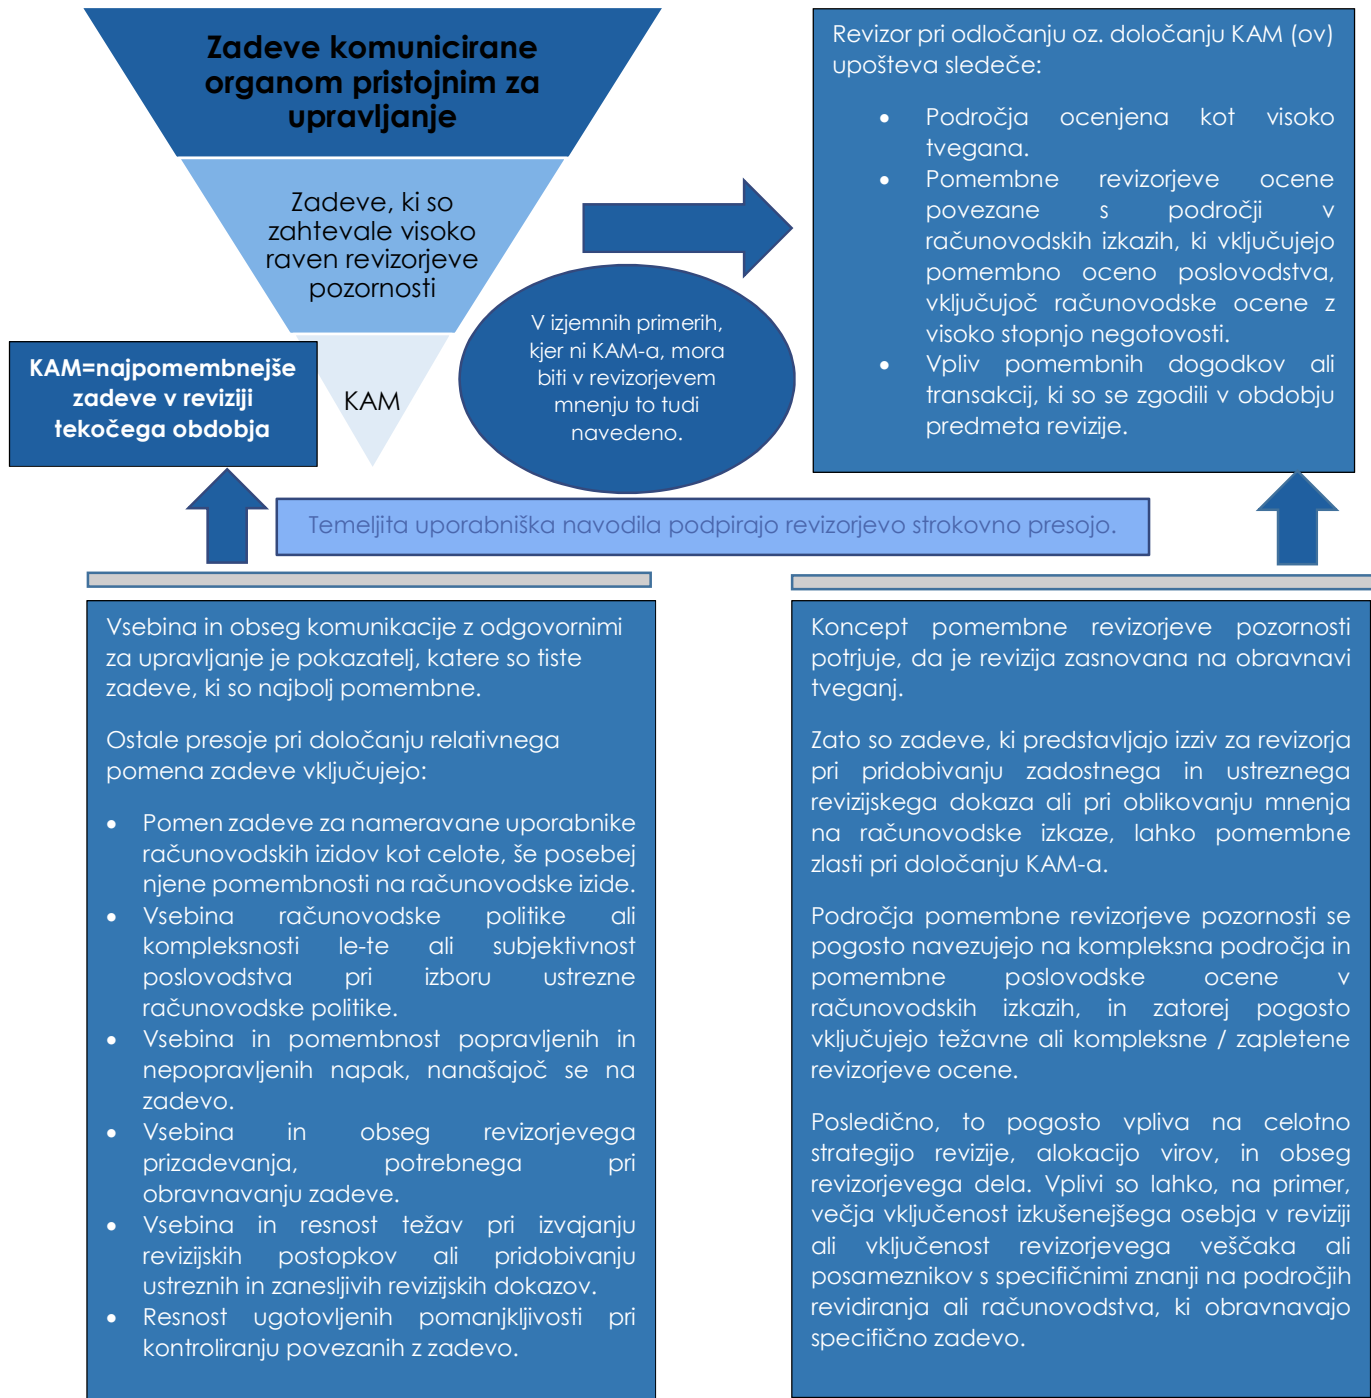 Zadeve komunicirane
organom pristojnim za
upravljanje
Zadeve, ki so
zahtevale visoko
raven revizorjeve
pozornosti
KAM
KAM=najpomembnejše
zadeve v reviziji
tekočega obdobja
V izjemnih primerih,
kjer ni KAM-a, mora
biti v revizorjevem
mnenju to tudi
navedeno.
Revizor pri odločanju oz. določanju KAM (ov)
upošteva sledeče:
• Področja ocenjena kot visoko
tvegana.
• Pomembne revizorjeve ocene
povezane s področji v
računovodskih izkazih, ki vključujejo
pomembno oceno poslovodstva,
vključujoč računovodske ocene z
visoko stopnjo negotovosti.
• Vpliv pomembnih dogodkov ali
transakcij, ki so se zgodili v obdobju
predmeta revizije.
Temeljita uporabniška navodila podpirajo revizorjevo strokovno presojo.
Vsebina in obseg komunikacije z odgovornimi
za upravljanje je pokazatelj, katere so tiste
zadeve, ki so najbolj pomembne.
Ostale presoje pri določanju relativnega
pomena zadeve vključujejo:
• Pomen zadeve za nameravane uporabnike
računovodskih izidov kot celote, še posebej
njene pomembnosti na računovodske izide.
• Vsebina računovodske politike ali
kompleksnosti le-te ali subjektivnost
poslovodstva pri izboru ustrezne
računovodske politike.
• Vsebina in pomembnost popravljenih in
nepopravljenih napak, nanašajoč se na
zadevo.
• Vsebina in obseg revizorjevega
prizadevanja, potrebnega pri
obravnavanju zadeve.
• Vsebina in resnost težav pri izvajanju
revizijskih postopkov ali pridobivanju
ustreznih in zanesljivih revizijskih dokazov.
• Resnost ugotovljenih pomanjkljivosti pri
kontroliranju povezanih z zadevo.
Koncept pomembne revizorjeve pozornosti
potrjuje, da je revizija zasnovana na obravnavi
tveganj.
Zato so zadeve, ki predstavljajo izziv za revizorja
pri pridobivanju zadostnega in ustreznega
revizijskega dokaza ali pri oblikovanju mnenja
na računovodske izkaze, lahko pomembne
zlasti pri določanju KAM-a.
Področja pomembne revizorjeve pozornosti se
pogosto navezujejo na kompleksna področja in
pomembne poslovodske ocene v
računovodskih izkazih, in zatorej pogosto
vključujejo težavne ali kompleksne / zapletene
revizorjeve ocene.
Posledično, to pogosto vpliva na celotno
strategijo revizije, alokacijo virov, in obseg
revizorjevega dela. Vplivi so lahko, na primer,
večja vključenost izkušenejšega osebja v reviziji
ali vključenost revizorjevega veščaka ali
posameznikov s specifičnimi znanji na področjih
revidiranja ali računovodstva, ki obravnavajo
specifično zadevo.